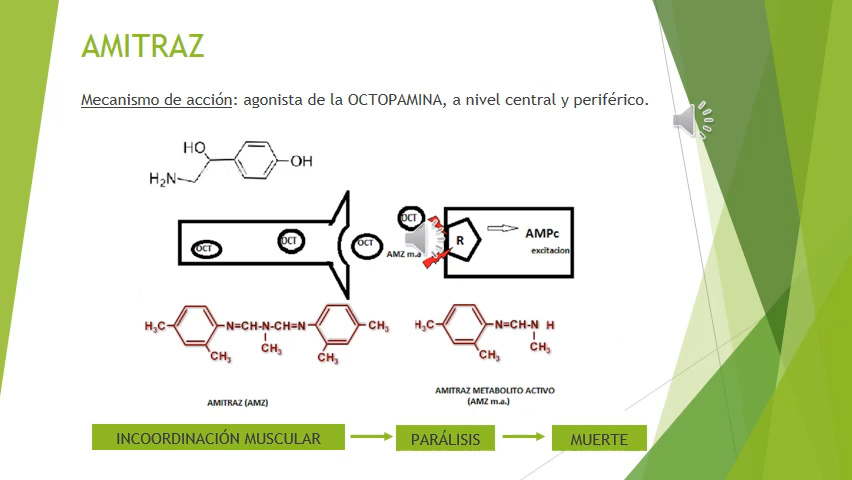 AMITRAZ
Mecanismo de acción: agonista de la OCTOPAMINA, a nivel central y periférico.
HO
OH
H₂N
OCT
OCT
OCT
OCT
AMZ m.a
R
AMPc
excitacion
H₃C
N=CH-N-CH=N
CH₃
CH₃
CH₃
CH₃
H₃C
N=CH-N H
CH₃
CH₃
AMITRAZ (AMZ)
AMITRAZ METABOLITO ACTIVO
(AMZ m.a.)
INCOORDINACIÓN MUSCULAR
PARÁLISIS
MUERTE